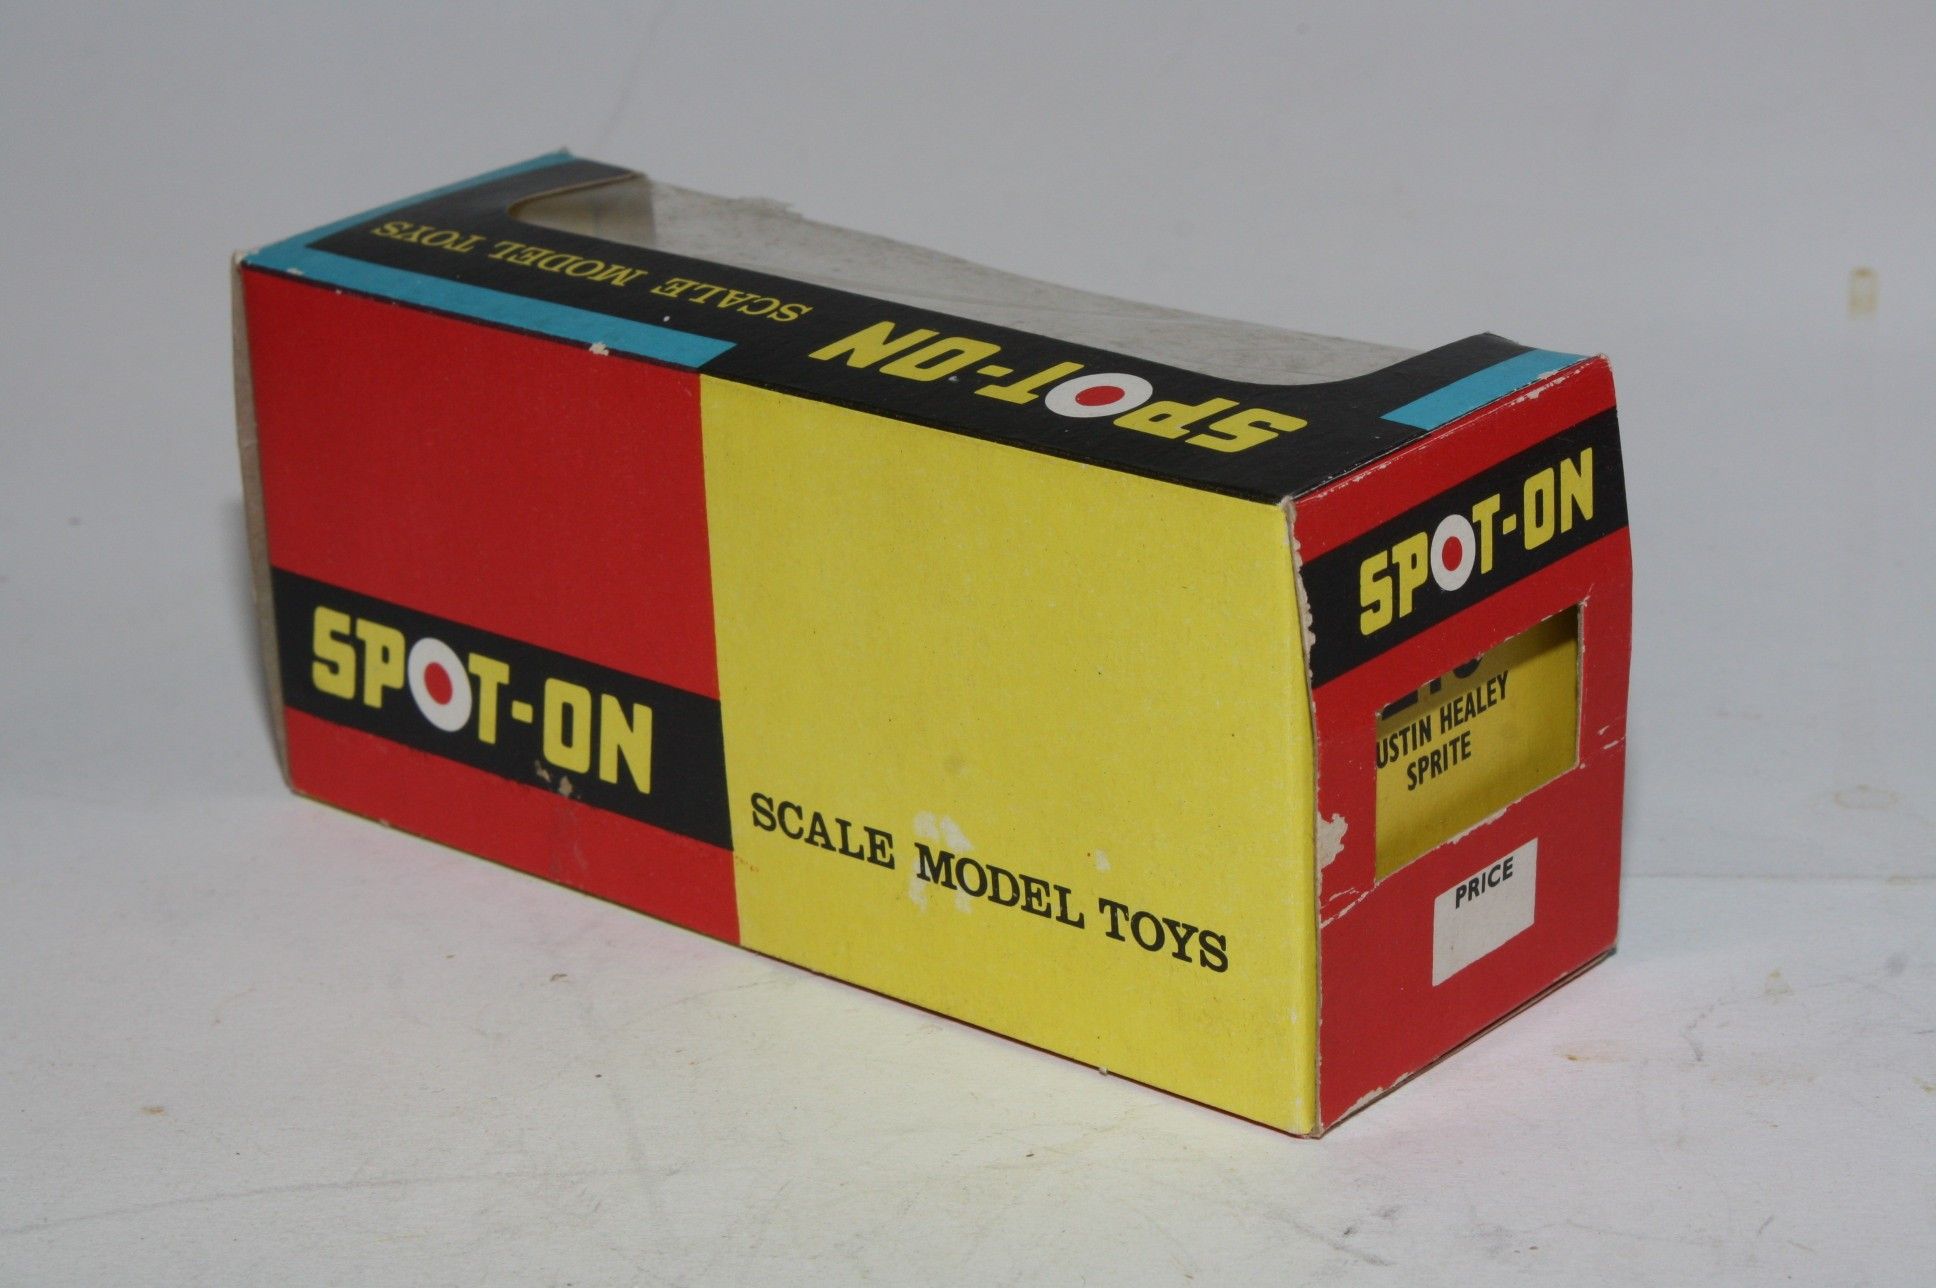 SCALE MODEL TOYS
SPOT-ON
SPOT-ON
SCALE MODEL TOYS
SPOT-ON
USTIN HEALEY
SPRITE
PRICE